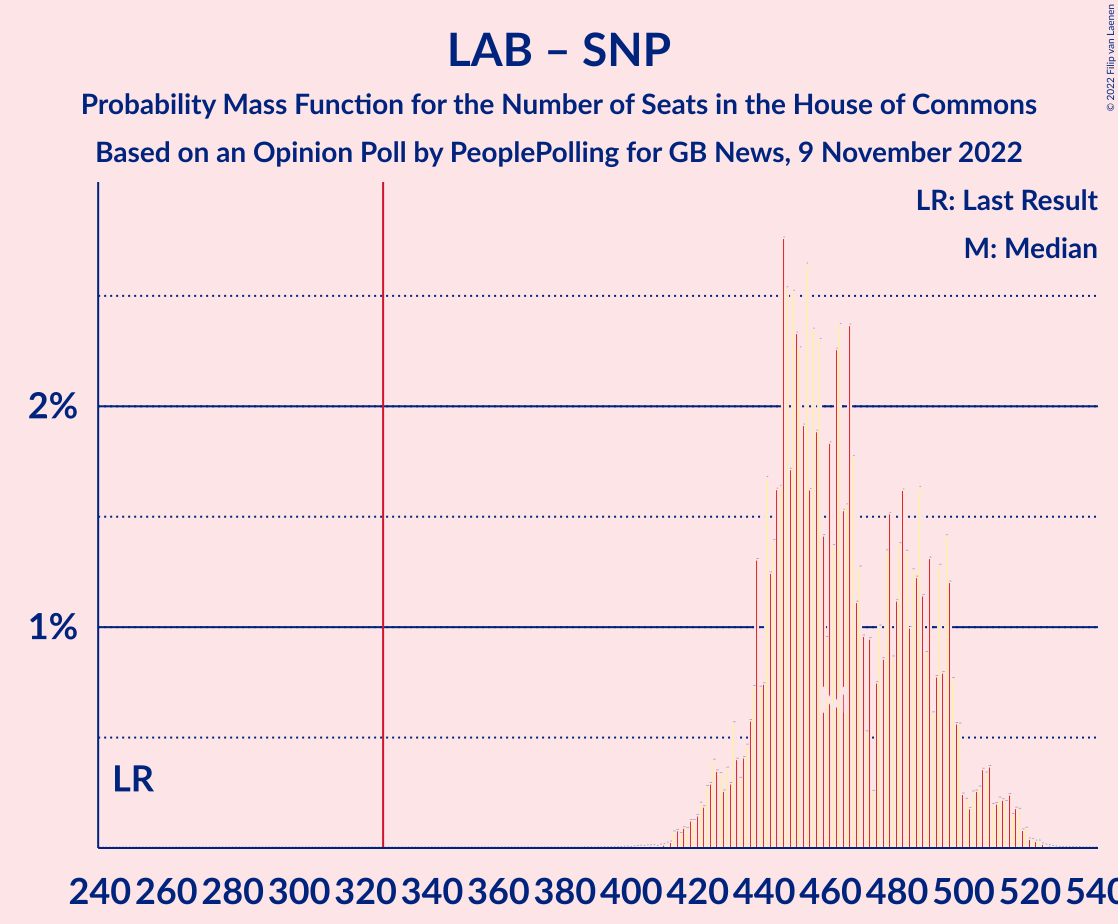 LAB – SNP
Probability Mass Function for the Number of Seats in the House of Commons
Based on an Opinion Poll by PeoplePolling for GB News, 9 November 2022
© 2022 Filip van Laenen
LR: Last Result
M: Median
2%
1%
LR
240 260 280 300 320 340 360 380 400 420 440 460 480 500 520 540